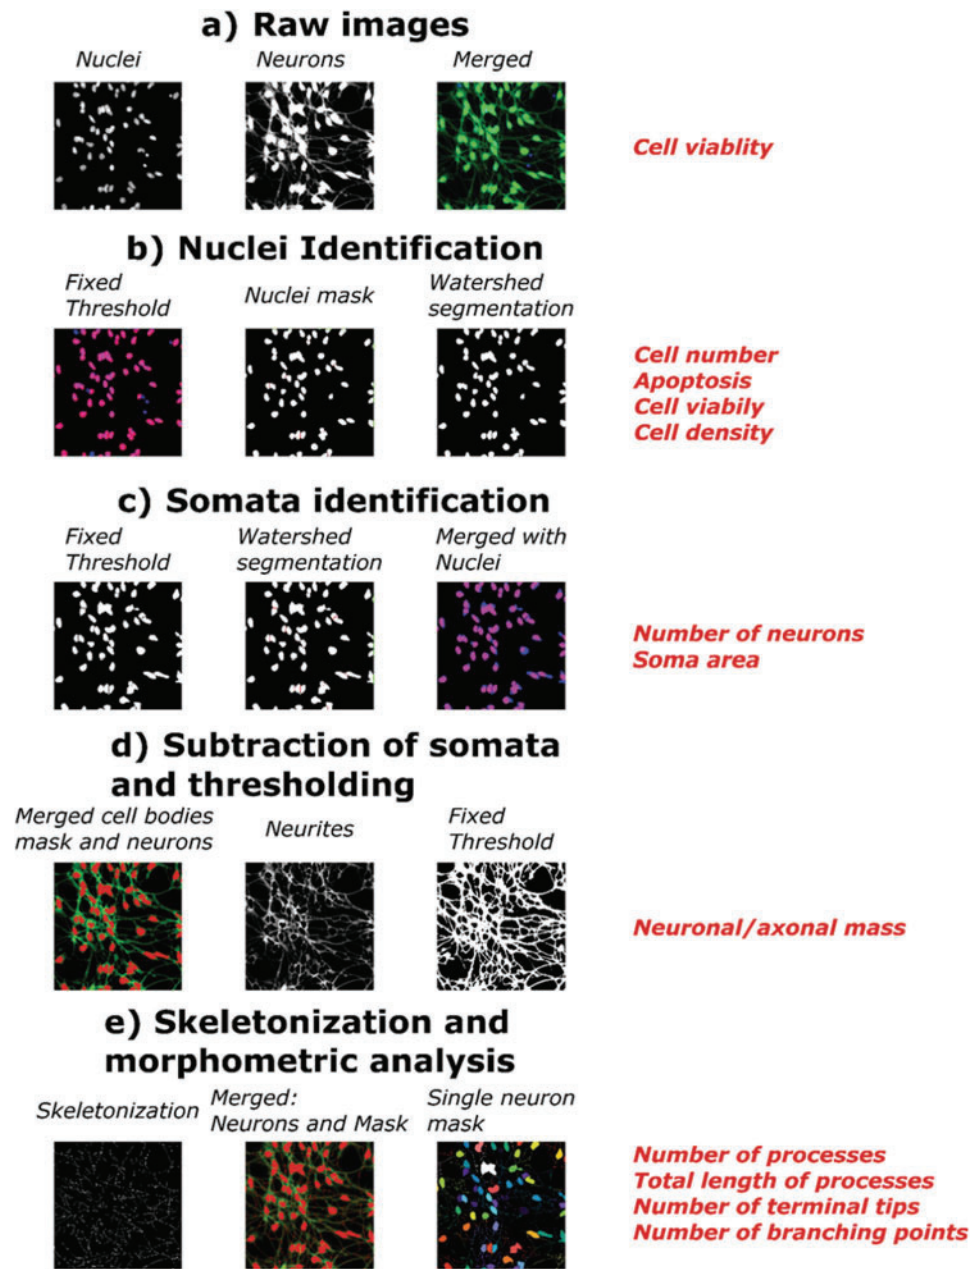 a) Raw images
Nuclei
Neurons
Merged
Cell viablity
b) Nuclei Identification
Fixed
Threshold
Nuclei mask
Watershed
segmentation
Cell number
Apoptosis
Cell viabily
Cell density
c) Somata identification
Fixed
Threshold
Watershed
segmentation
Merged with
Nuclei
Number of neurons
Soma area
d) Subtraction of somata
and thresholding
Merged cell bodies
mask and neurons
Neurites
Fixed
Threshold
Neuronal/axonal mass
e) Skeletonization and
morphometric analysis
Skeletonization
Merged:
Neurons and Mask
Single neuron
mask
Number of processes
Total length of processes
Number of terminal tips
Number of branching points